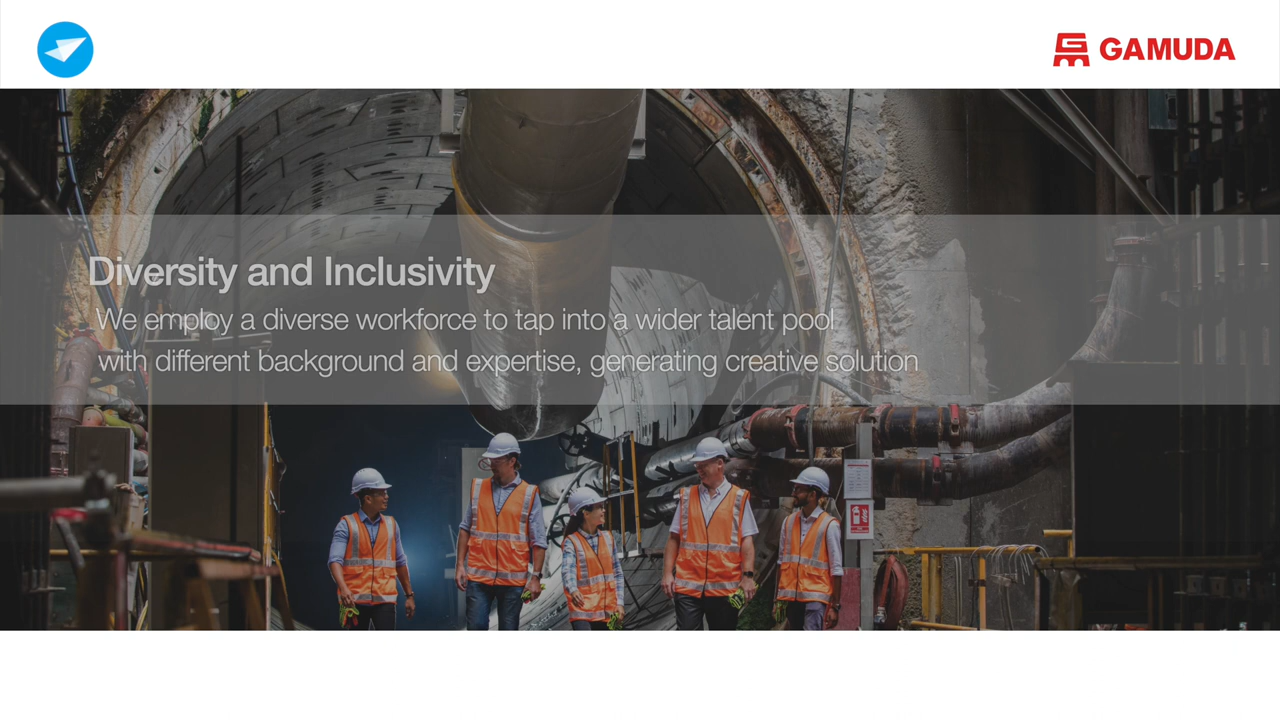 GAMUDA
Diversity and Inclusivity
We employ a diverse workforce to tap into a wider talent pool
with different background and expertise, generating creative solution